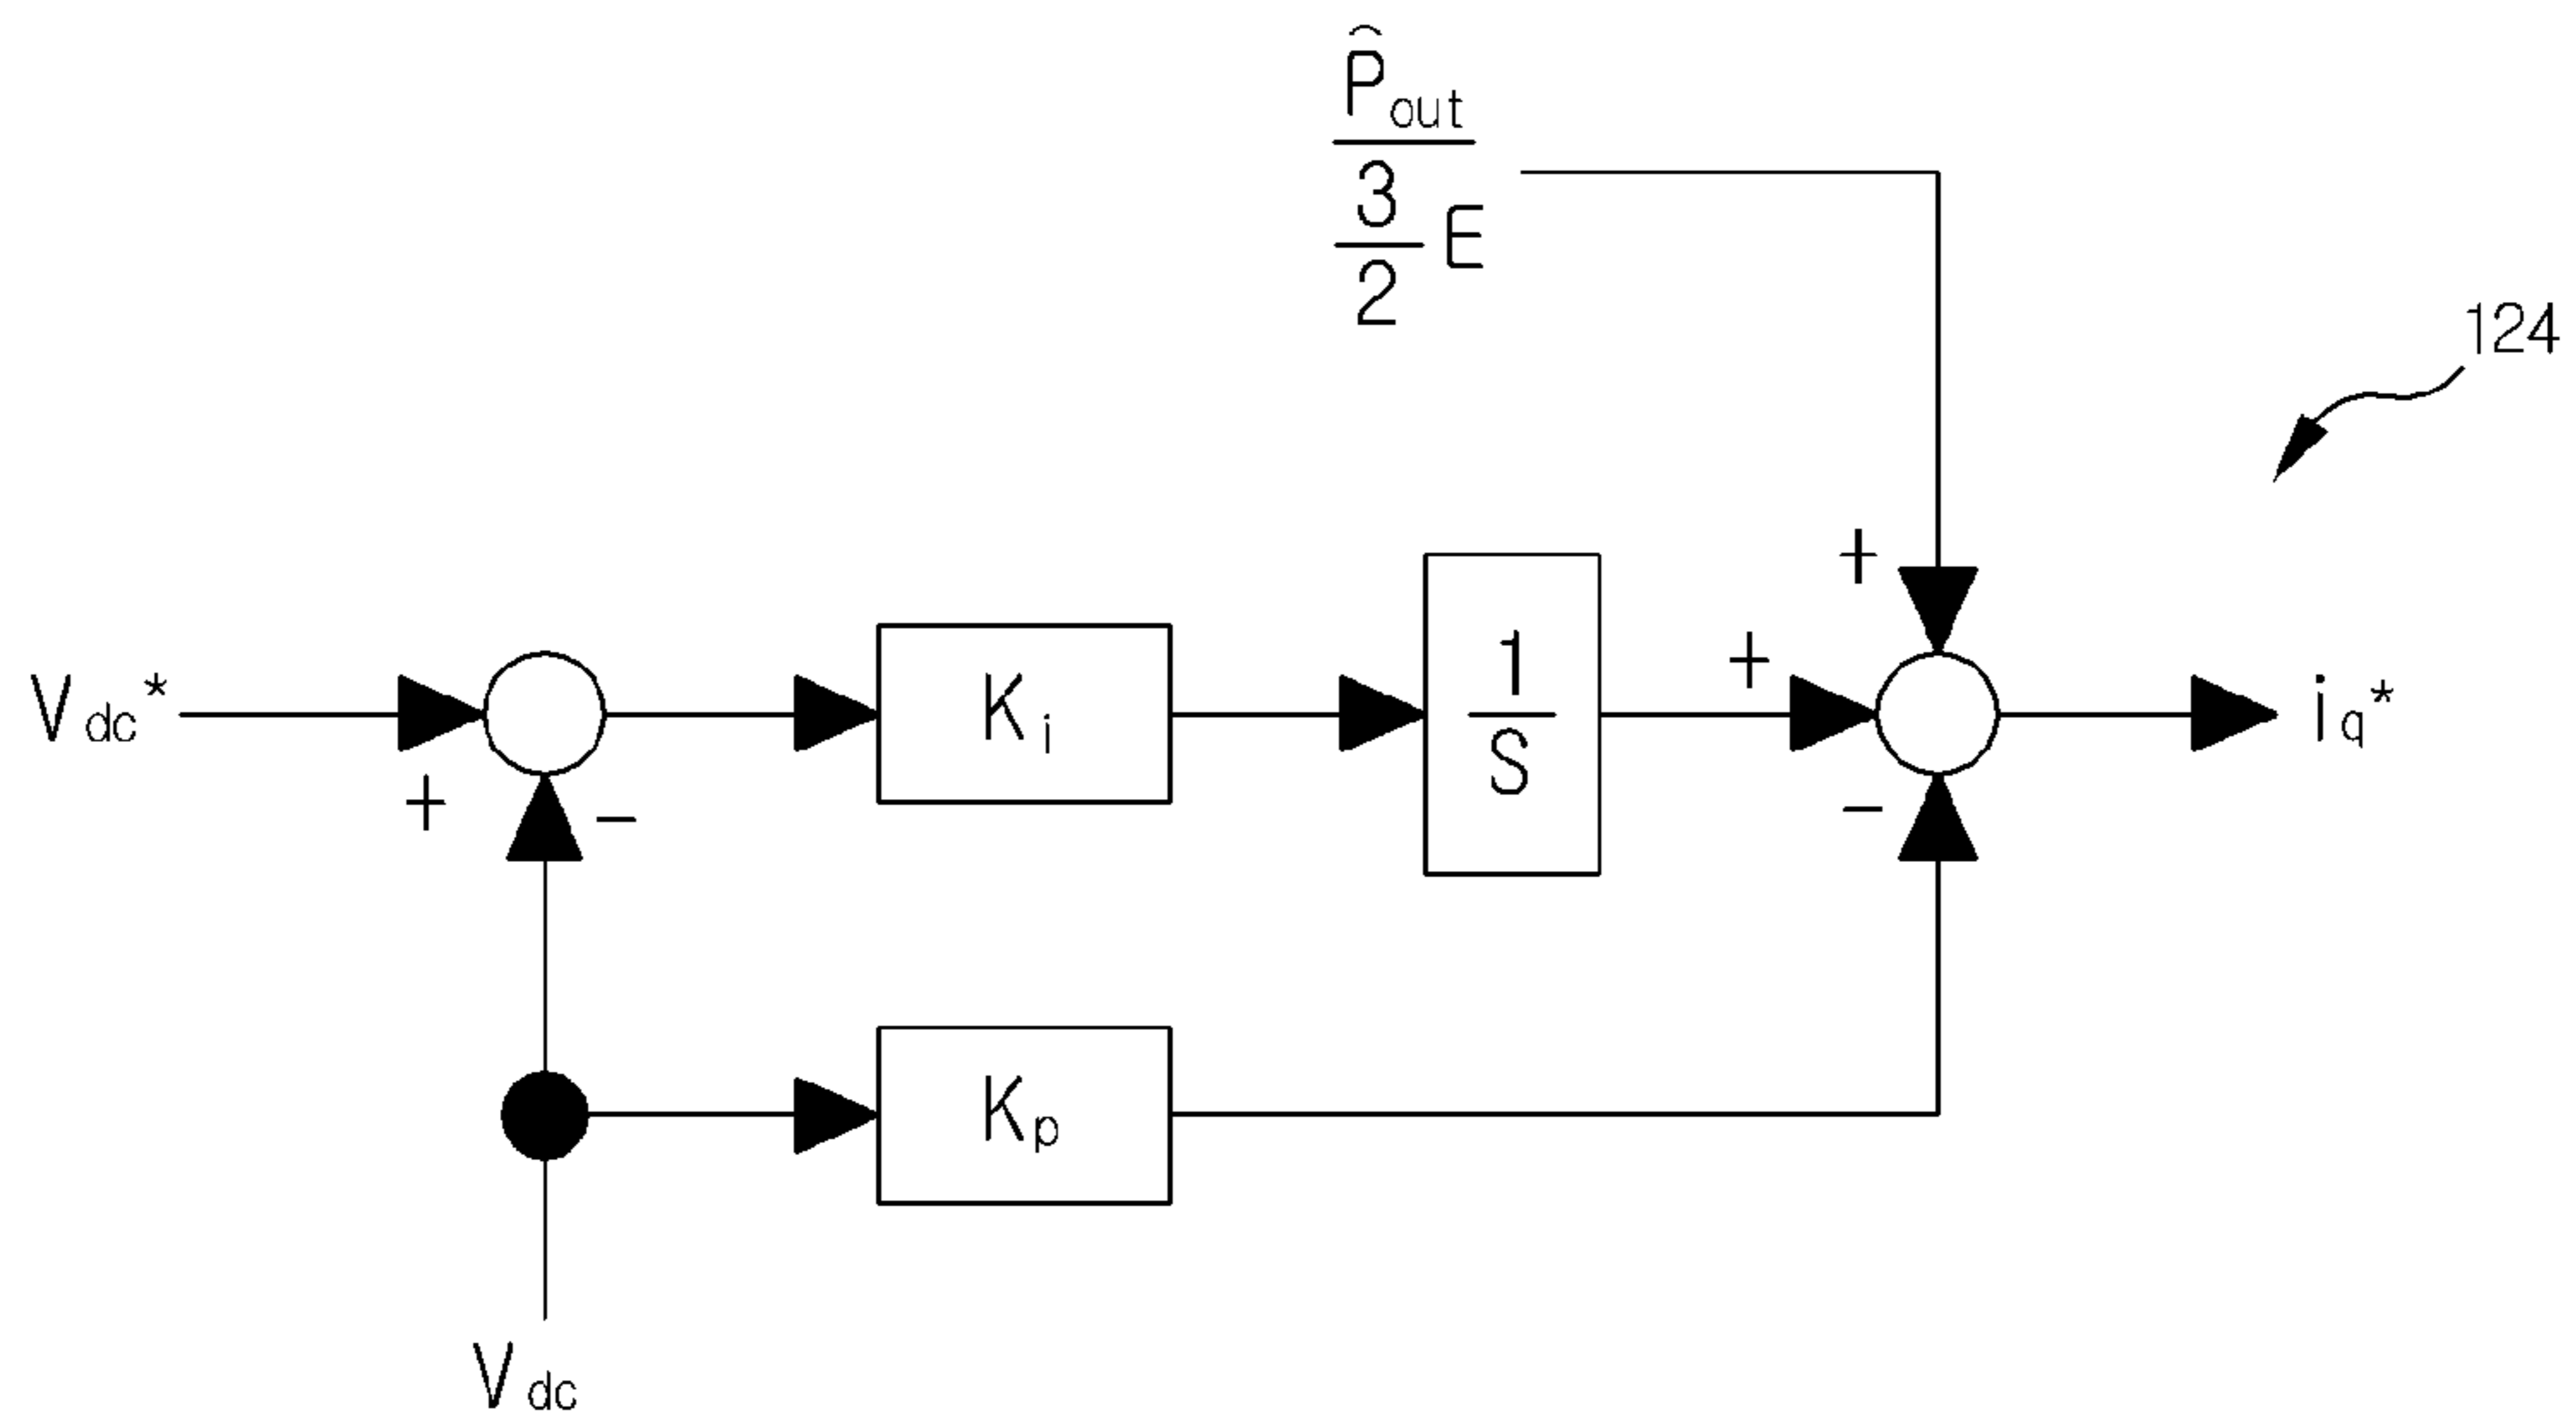 P̂out
3
2
E
124
+
Vdc*
Ki
1
S
+
iq*
+
-
-
Kp
Vdc